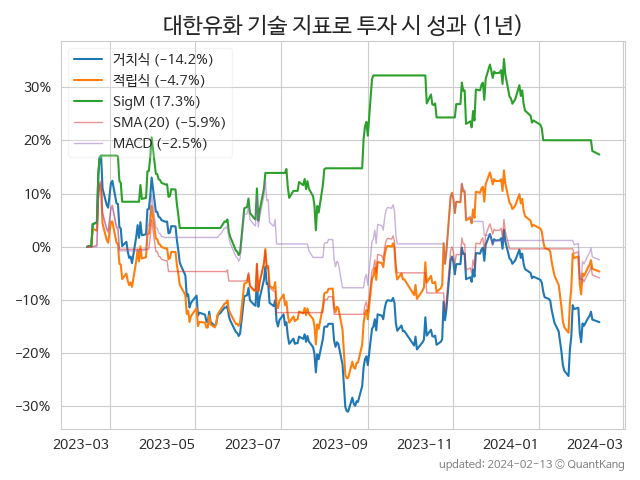 대한유화 기술 지표로 투자 시 성과 (1년)
거치식 (−14.2%)
적립식 (−4.7%)
SigM (17.3%)
SMA(20) (−5.9%)
MACD (−2.5%)
30%
20%
10%
0%
−10%
−20%
−30%
2023-03 2023-05 2023-07 2023-09 2023-11 2024-01 2024-03
updated: 2024-02-13 © QuantKang